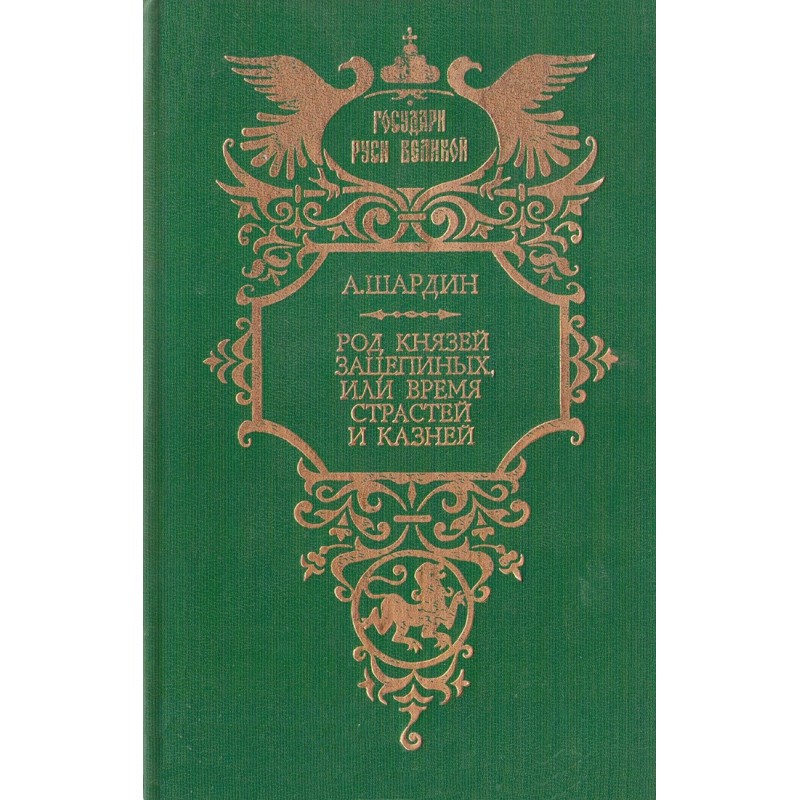 ГОСУДАРИ
РУСИ ВЕЛИКОЙ
А.ШАРДИН
РОД КНЯЗЕЙ
ЗАЦЕПИНЫХ,
ИЛИ ВРЕМЯ
СТРАСТЕЙ
И КАЗНЕЙ